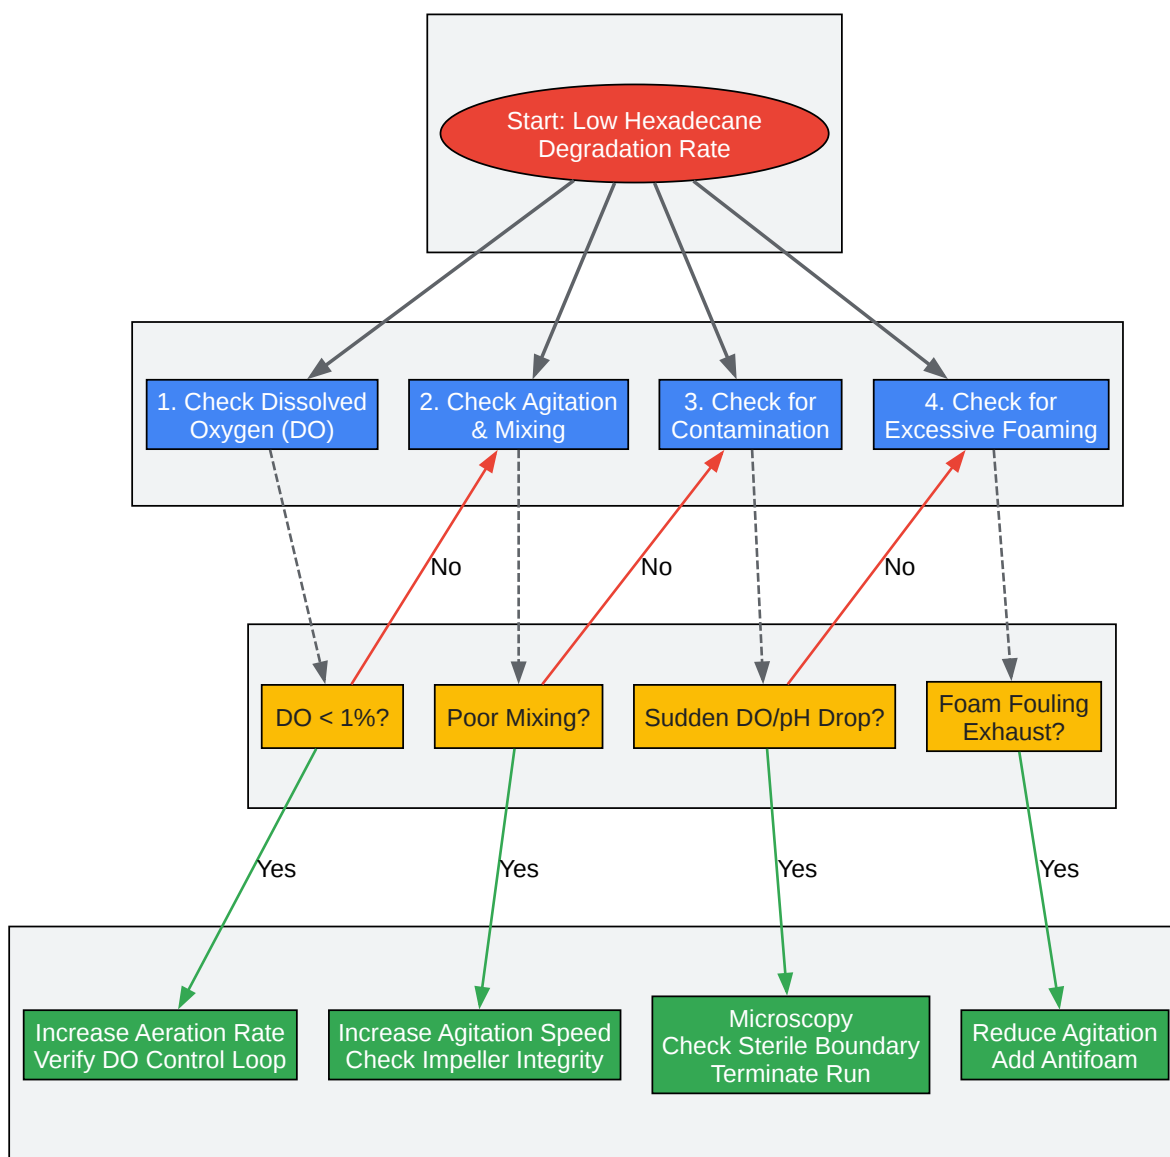 Start: Low Hexadecane
Degradation Rate
1. Check Dissolved
Oxygen (DO)
2. Check Agitation
& Mixing
3. Check for
Contamination
4. Check for
Excessive Foaming
No
No
No
DO < 1%?
Poor Mixing?
Sudden DO/pH Drop?
Foam Fouling
Exhaust?
Yes
Yes
Yes
Yes
Increase Aeration Rate
Verify DO Control Loop
Increase Agitation Speed
Check Impeller Integrity
Microscopy
Check Sterile Boundary
Terminate Run
Reduce Agitation
Add Antifoam